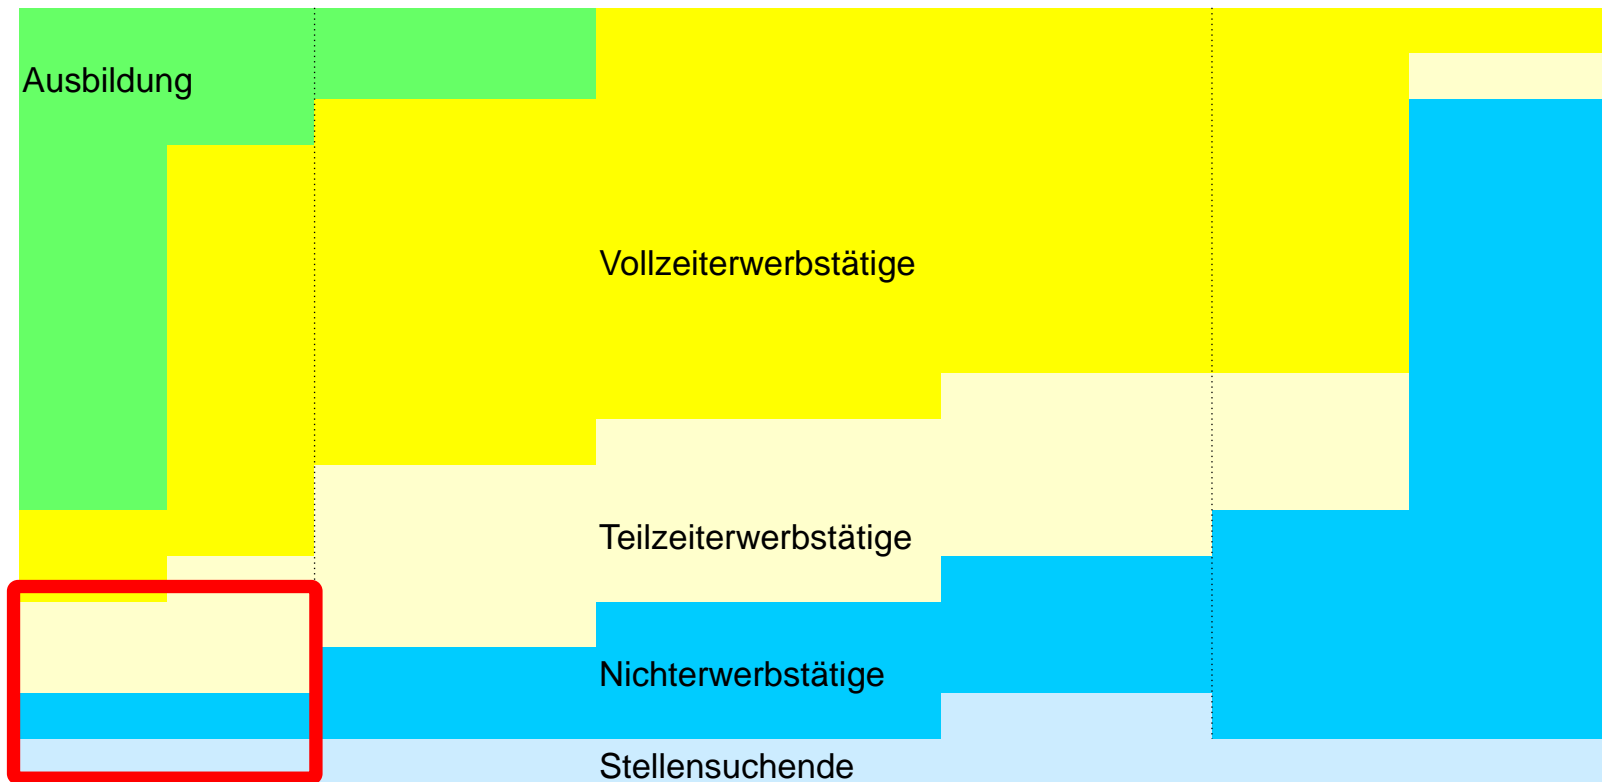 Ausbildung
Vollzeiterwerbstätige
Teilzeiterwerbstätige
Nichterwerbstätige
Stellensuchende